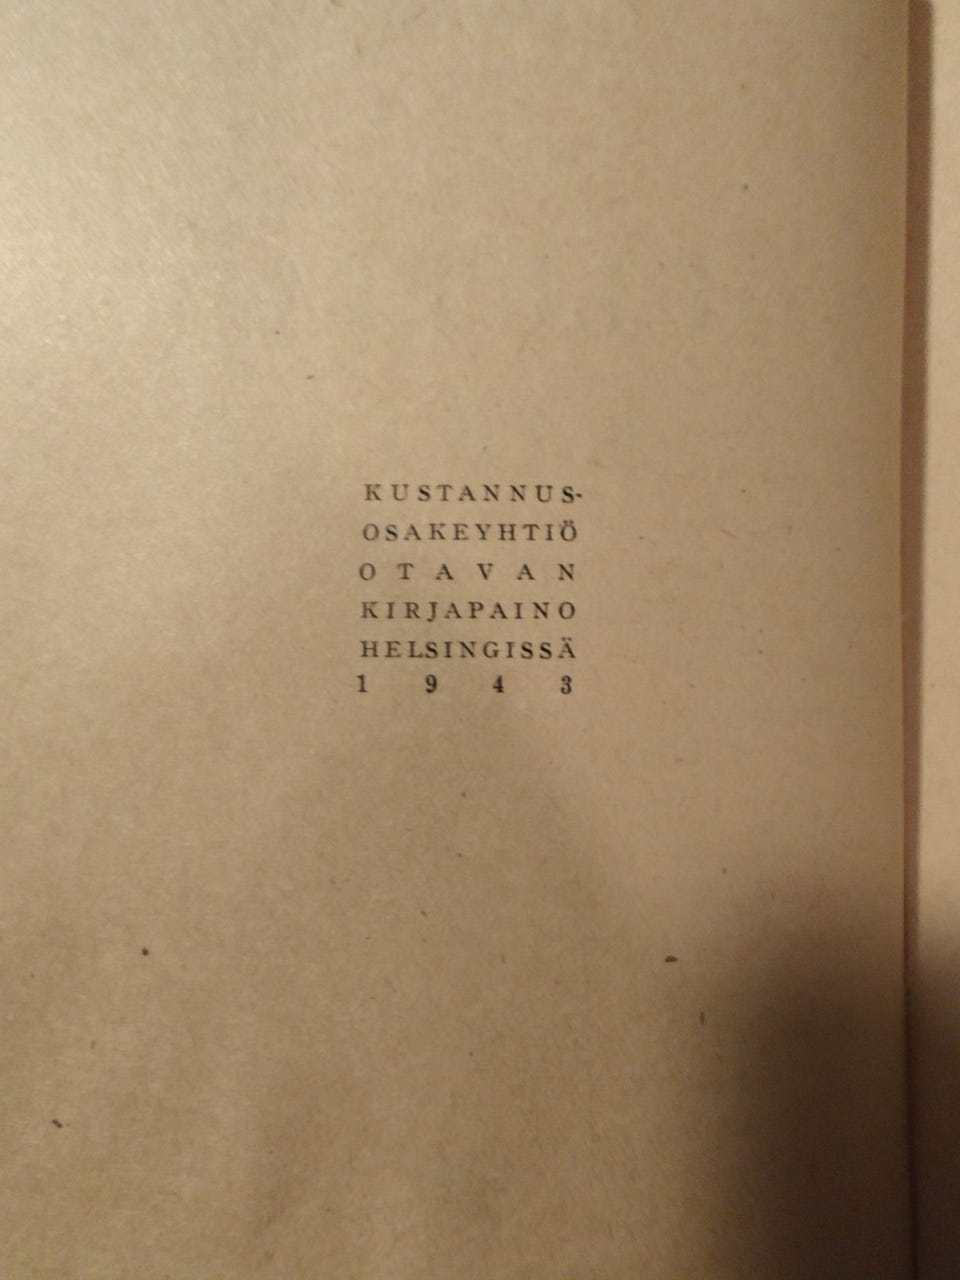 KUSTANNUS-
OSAKEYHTIÖ
OTAVAN
KIRJAPAINO
HELSINGISSÄ
1943